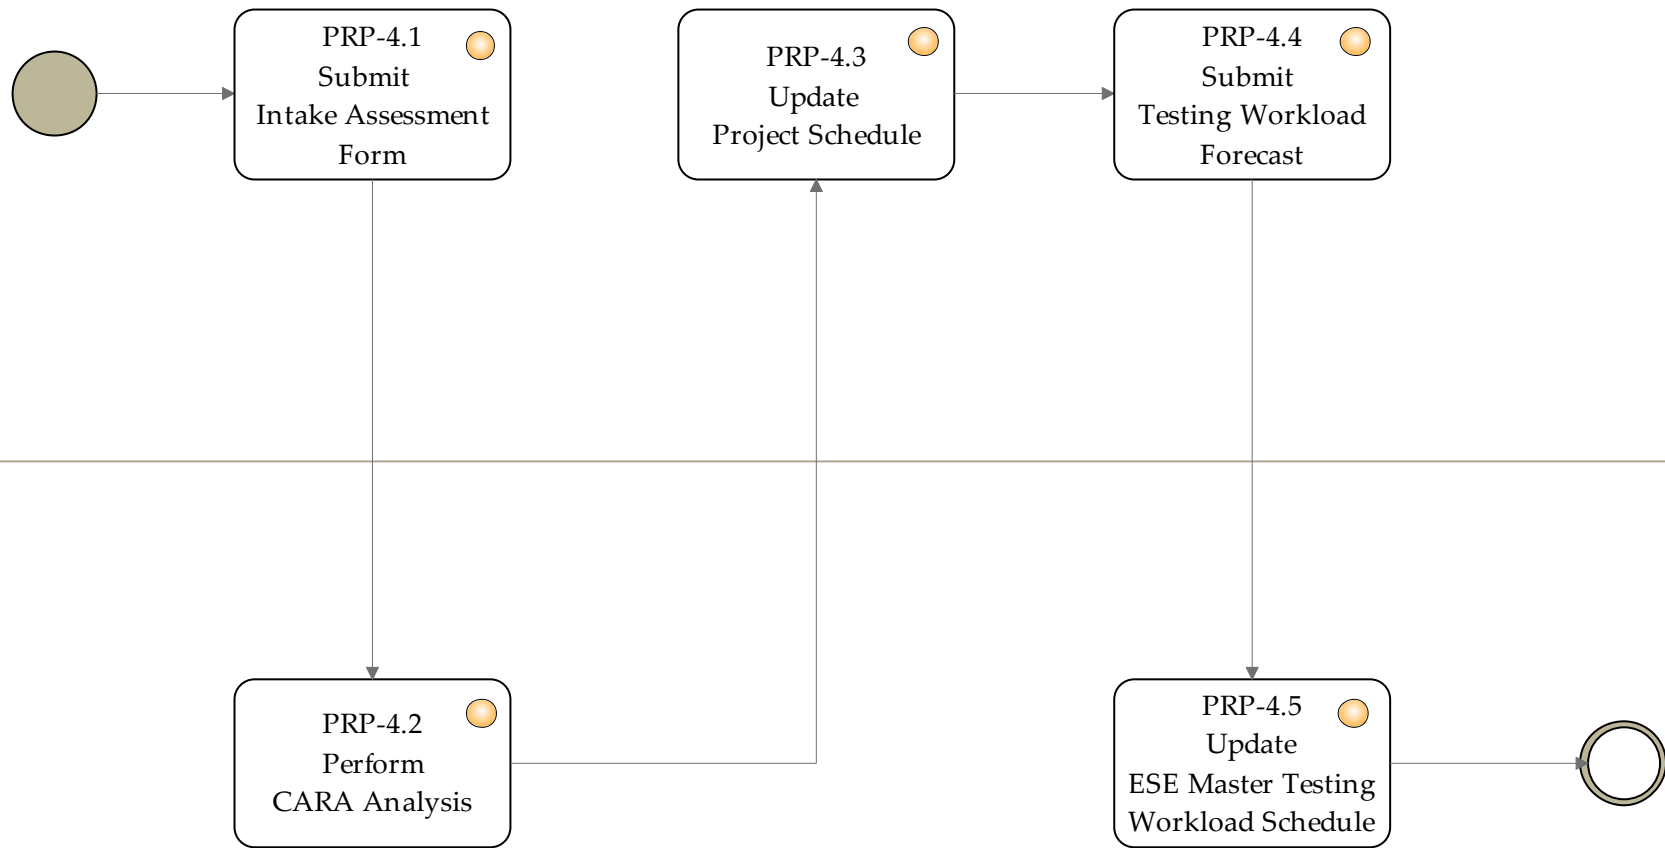 PRP-4.1
Submit
Intake Assessment
Form
PRP-4.3
Update
Project Schedule
PRP-4.4
Submit
Testing Workload
Forecast
PRP-4.2
Perform
CARA Analysis
PRP-4.5
Update
ESE Master Testing
Workload Schedule